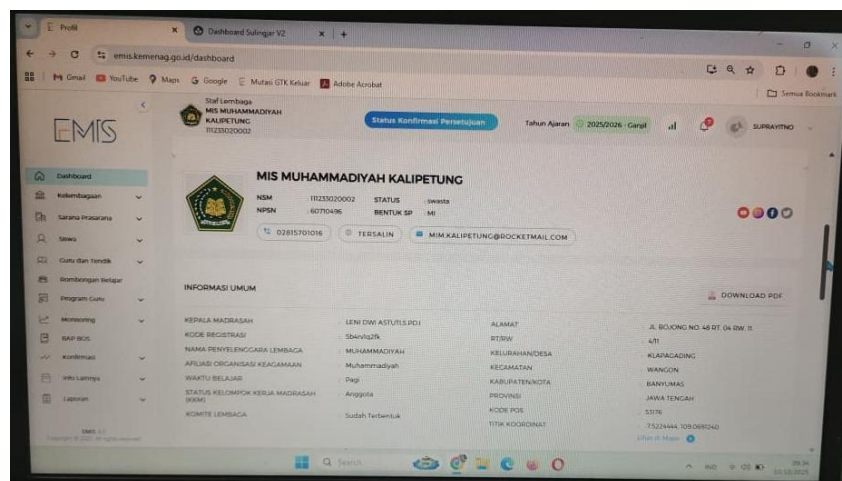 Profil
Dashboard Sulingjar V2
emis.kemenag.go.id/dashboard
Gmail YouTube Maps Google Mutasi GTK Keluar Adobe Acrobat
Semua Bookmark
EMIS
Staf Lembaga
MIS MUHAMMADIYAH
KALIPETUNG
111233020002
Status Konfirmasi Persetujuan
Tahun Ajaran 2025/2026 - Ganjil
SUPRAYITNO
Dashboard
Kelembagaan
Sarana Prasarana
Siswa
Guru dan Tendik
Rombongan Belajar
Program Guru
Monitoring
BAP BOS
Konfirmasi
Info Lainnya
Laporan
MIS MUHAMMADIYAH KALIPETUNG
NSM : 111233020002 STATUS : swasta
NPSN : 60710496 BENTUK SP : MI
02815701016 TERSALIN MIM.KALIPETUNG@ROCKETMAIL.COM
INFORMASI UMUM
DOWNLOAD PDF
KEPALA MADRASAH : LENI DWI ASTUTI.S.PD.I
KODE REGISTRASI
NAMA PENYELENGGARA LEMBAGA : MUHAMMADIYAH
AFILIASI ORGANISASI KEAGAMAAN : Muhammadiyah
WAKTU BELAJAR : Pagi
STATUS KELOMPOK KERJA MADRASAH : Anggota
(KKM)
KOMITE LEMBAGA : Sudah Terbentuk
ALAMAT : JL. BOJONG NO. 48 RT. 04 RW. 11
RT/RW : 4/11
KELURAHAN/DESA : KLAPAGADING
KECAMATAN : WANGON
KABUPATEN/KOTA : BANYUMAS
PROVINSI : JAWA TENGAH
KODE POS : 53176
TITIK KOORDINAT
Lihat di Maps
Search
IND